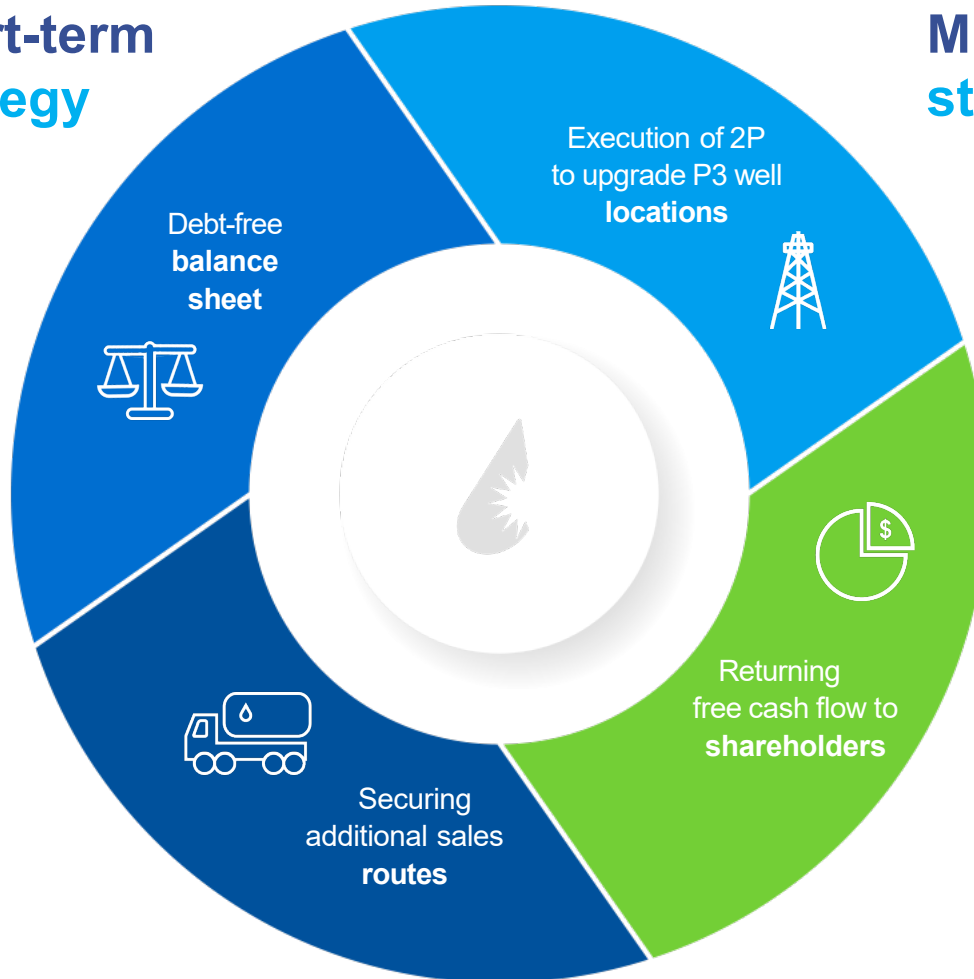 rt-term
egy
M
st
Execution of 2P
to upgrade P3 well
locations
Debt-free
balance
sheet
$
Returning
free cash flow to
shareholders
Securing
additional sales
routes